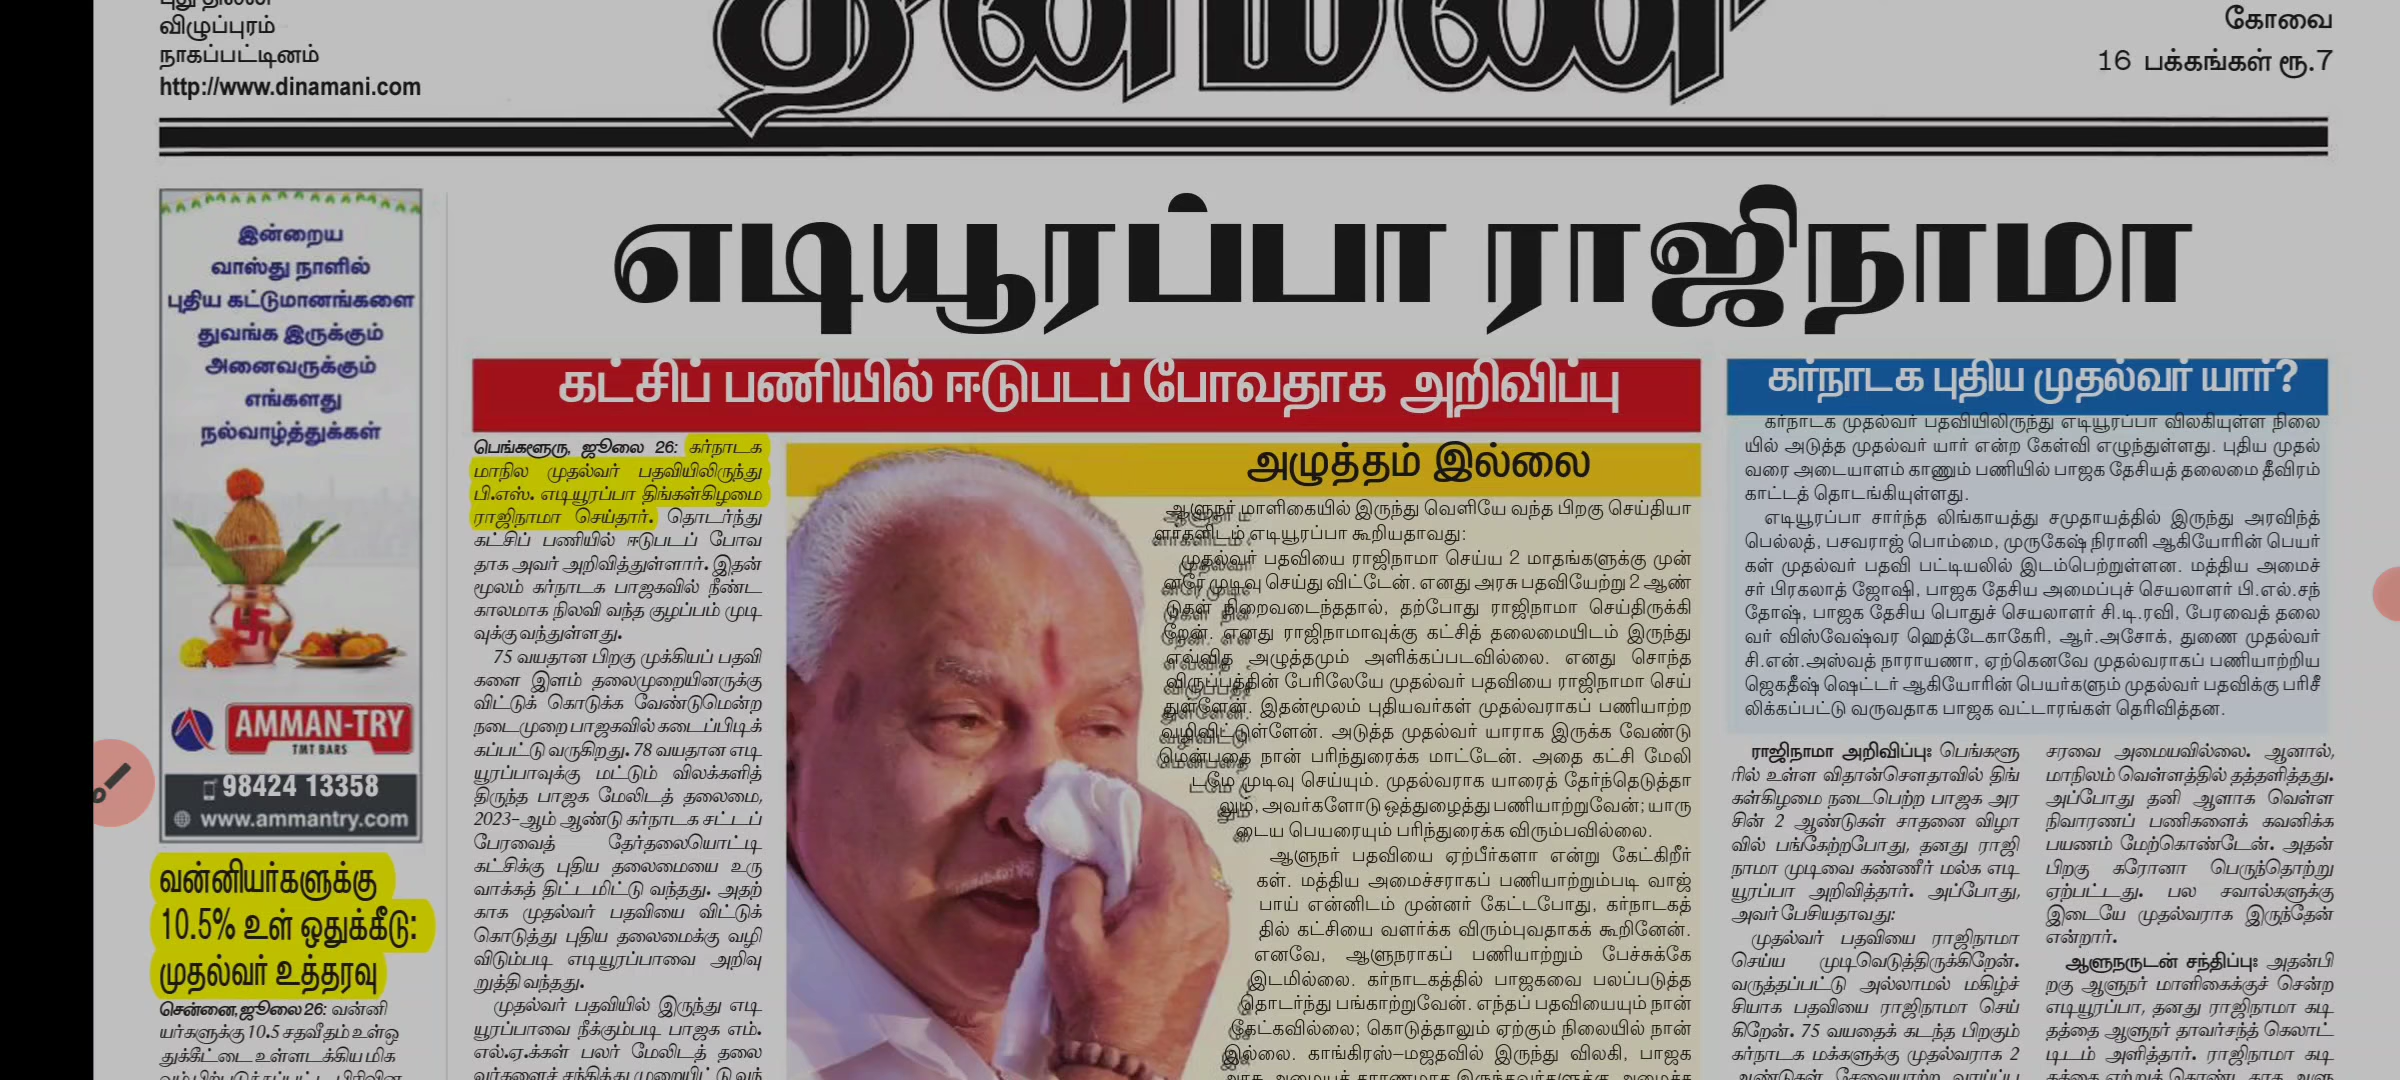 விழுப்புரம்
நாகப்பட்டினம்
http://www.dinamani.com
தினமணி
கோவை
16 பக்கங்கள் ரூ.7
இன்றைய
வாஸ்து நாளில்
புதிய கட்டுமானங்களை
துவங்க இருக்கும்
அனைவருக்கும்
எங்களது
நல்வாழ்த்துக்கள்
AMMAN-TRY
TMT BARS
98424 13358
www.ammantry.com
வன்னியர்களுக்கு
10.5% உள் ஒதுக்கீடு:
முதல்வர் உத்தரவு
சென்னை,ஜூலை 26: வன்னி
யர்களுக்கு 10.5 சதவீதம் உள்ஒ
துக்கீட்டை உள்ளடக்கிய மிக
எடியூரப்பா ராஜிநாமா
கட்சிப் பணியில் ஈடுபடப் போவதாக அறிவிப்பு
பெங்களூரு, ஜூலை 26: கர்நாடக
மாநில முதல்வர் பதவியிலிருந்து
பி.எஸ். எடியூரப்பா திங்கள்கிழமை
ராஜிநாமா செய்தார். தொடர்ந்து
கட்சிப் பணியில் ஈடுபடப் போவ
தாக அவர் அறிவித்துள்ளார். இதன்
மூலம் கர்நாடக பாஜகவில் நீண்ட
காலமாக நிலவி வந்த குழப்பம் முடி
வுக்கு வந்துள்ளது.
75 வயதான பிறகு முக்கியப் பதவி
களை இளம் தலைமுறையினருக்கு
விட்டுக் கொடுக்க வேண்டுமென்ற
நடைமுறை பாஜகவில் கடைப்பிடிக்
கப்பட்டு வருகிறது. 78 வயதான எடி
யூரப்பாவுக்கு மட்டும் விலக்களித்
திருந்த பாஜக மேலிடத் தலைமை,
2023-ஆம் ஆண்டு கர்நாடக சட்டப்
பேரவைத் தேர்தலையொட்டி
கட்சிக்கு புதிய தலைமையை உரு
வாக்கத் திட்டமிட்டு வந்தது. அதற்
காக முதல்வர் பதவியை விட்டுக்
கொடுத்து புதிய தலைமைக்கு வழி
விடும்படி எடியூரப்பாவை அறிவு
றுத்தி வந்தது.
முதல்வர் பதவியில் இருந்து எடி
யூரப்பாவை நீக்கும்படி பாஜக எம்.
எல்.ஏ.க்கள் பலர் மேலிடத் தலை
வர்களைச் சந்தித்து முறையிட்டு வந்
அழுத்தம் இல்லை
ஆளுநர் மாளிகையில் இருந்து வெளியே வந்த பிறகு செய்தியா
ளர்களிடம் எடியூரப்பா கூறியதாவது:
முதல்வர் பதவியை ராஜிநாமா செய்ய 2 மாதங்களுக்கு முன்
னரே முடிவு செய்து விட்டேன். எனது அரசு பதவியேற்று 2 ஆண்
டுகள் நிறைவடைந்ததால், தற்போது ராஜிநாமா செய்திருக்கி
றேன். எனது ராஜிநாமாவுக்கு கட்சித் தலைமையிடம் இருந்து
எவ்வித அழுத்தமும் அளிக்கப்படவில்லை. எனது சொந்த
விருப்பத்தின் பேரிலேயே முதல்வர் பதவியை ராஜிநாமா செய்
துள்ளேன். இதன்மூலம் புதியவர்கள் முதல்வராகப் பணியாற்ற
வழிவிட்டுள்ளேன். அடுத்த முதல்வர் யாராக இருக்க வேண்டு
மென்பதை நான் பரிந்துரைக்க மாட்டேன். அதை கட்சி மேலி
டமே முடிவு செய்யும். முதல்வராக யாரைத் தேர்ந்தெடுத்தா
லும், அவர்களோடு ஒத்துழைத்து பணியாற்றுவேன்; யாரு
டைய பெயரையும் பரிந்துரைக்க விரும்பவில்லை.
ஆளுநர் பதவியை ஏற்பீர்களா என்று கேட்கிறீர்
கள். மத்திய அமைச்சராகப் பணியாற்றும்படி வாஜ்
பாய் என்னிடம் முன்னர் கேட்டபோது, கர்நாடகத்
தில் கட்சியை வளர்க்க விரும்புவதாகக் கூறினேன்.
எனவே, ஆளுநராகப் பணியாற்றும் பேச்சுக்கே
இடமில்லை. கர்நாடகத்தில் பாஜகவை பலப்படுத்த
தொடர்ந்து பங்காற்றுவேன். எந்தப் பதவியையும் நான்
கேட்கவில்லை; கொடுத்தாலும் ஏற்கும் நிலையில் நான்
இல்லை. காங்கிரஸ்–மஜதவில் இருந்து விலகி, பாஜக
கர்நாடக புதிய முதல்வர் யார்?
கர்நாடக முதல்வர் பதவியிலிருந்து எடியூரப்பா விலகியுள்ள நிலை
யில் அடுத்த முதல்வர் யார் என்ற கேள்வி எழுந்துள்ளது. புதிய முதல்
வரை அடையாளம் காணும் பணியில் பாஜக தேசியத் தலைமை தீவிரம்
காட்டத் தொடங்கியுள்ளது.
எடியூரப்பா சார்ந்த லிங்காயத்து சமுதாயத்தில் இருந்து அரவிந்த்
பெல்லத், பசவராஜ் பொம்மை, முருகேஷ் நிரானி ஆகியோரின் பெயர்
கள் முதல்வர் பதவி பட்டியலில் இடம்பெற்றுள்ளன. மத்திய அமைச்
சர் பிரகலாத் ஜோஷி, பாஜக தேசிய அமைப்புச் செயலாளர் பி.எல்.சந்
தோஷ், பாஜக தேசிய பொதுச் செயலாளர் சி.டி.ரவி, பேரவைத் தலை
வர் விஸ்வேஷ்வர ஹெத்டேகாகேரி, ஆர்.அசோக், துணை முதல்வர்
சி.என்.அஸ்வத் நாராயணா, ஏற்கெனவே முதல்வராகப் பணியாற்றிய
ஜெகதீஷ் ஷெட்டர் ஆகியோரின் பெயர்களும் முதல்வர் பதவிக்கு பரிசீ
லிக்கப்பட்டு வருவதாக பாஜக வட்டாரங்கள் தெரிவித்தன.
ராஜிநாமா அறிவிப்பு: பெங்களூ
ரில் உள்ள விதான்சௌதாவில் திங்
கள்கிழமை நடைபெற்ற பாஜக அர
சின் 2 ஆண்டுகள் சாதனை விழா
வில் பங்கேற்றபோது, தனது ராஜி
நாமா முடிவை கண்ணீர் மல்க எடி
யூரப்பா அறிவித்தார். அப்போது,
அவர் பேசியதாவது:
முதல்வர் பதவியை ராஜிநாமா
செய்ய முடிவெடுத்திருக்கிறேன்.
வருத்தப்பட்டு அல்லாமல் மகிழ்ச்
சியாக பதவியை ராஜிநாமா செய்
கிறேன். 75 வயதைக் கடந்த பிறகும்
கர்நாடக மக்களுக்கு முதல்வராக 2
ஆண்டுகள் சேவையாற்ற வாய்ப்பு
சரவை அமையவில்லை. ஆனால்,
மாநிலம் வெள்ளத்தில் தத்தளித்தது.
அப்போது தனி ஆளாக வெள்ள
நிவாரணப் பணிகளைக் கவனிக்க
பயணம் மேற்கொண்டேன். அதன்
பிறகு கரோனா பெருந்தொற்று
ஏற்பட்டது. பல சவால்களுக்கு
இடையே முதல்வராக இருந்தேன்
என்றார்.
ஆளுநருடன் சந்திப்பு: அதன்பி
றகு ஆளுநர் மாளிகைக்குச் சென்ற
எடியூரப்பா, தனது ராஜிநாமா கடி
தத்தை ஆளுநர் தாவர்சந்த் கெலாட்
டிடம் அளித்தார். ராஜிநாமா கடி